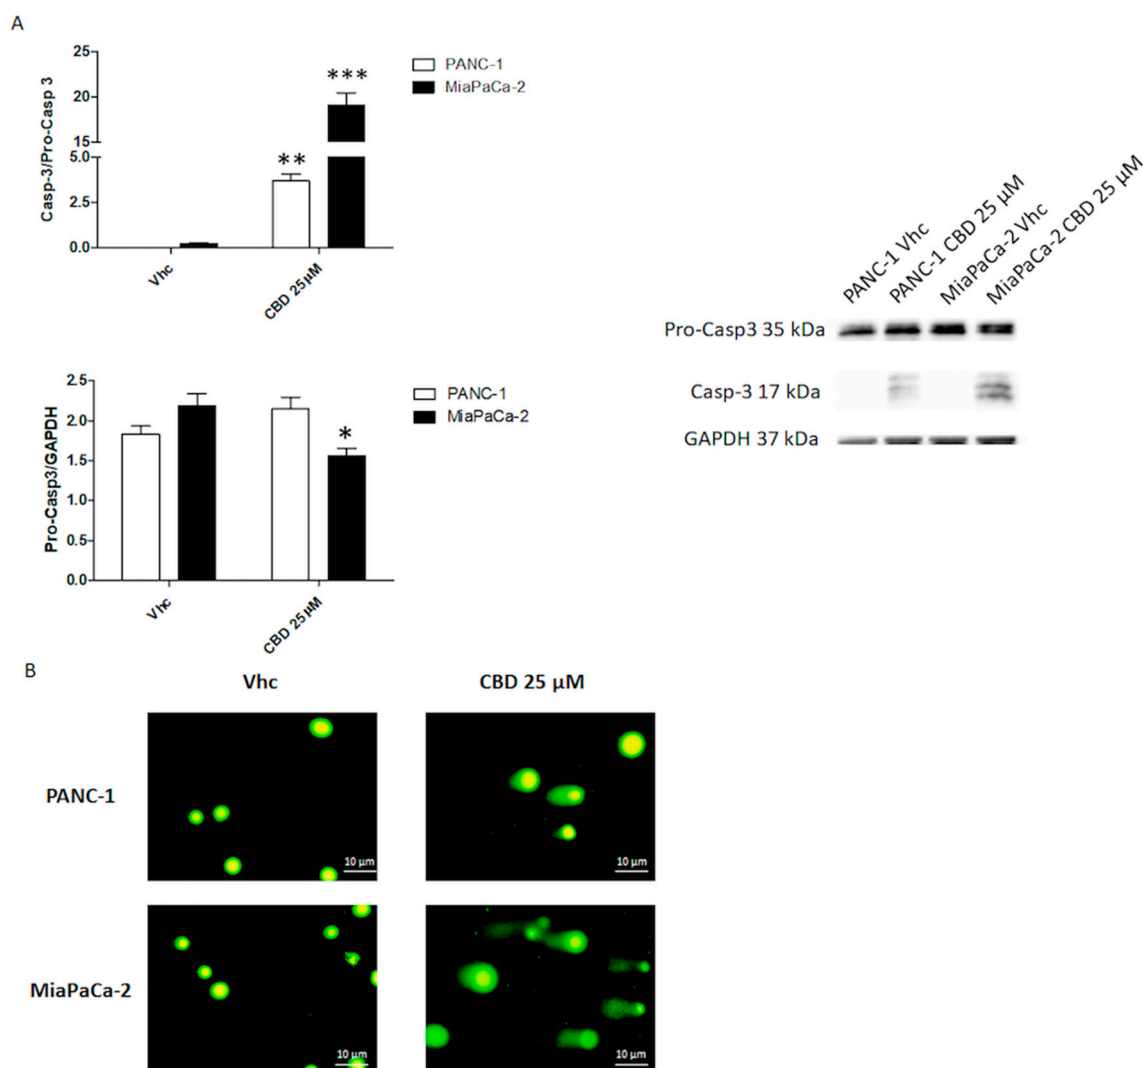 A
Casp-3/Pro-Casp 3
25
20
15
5.0
2.5
0.0
**
***
Vhc
CBD 25µM
PANC-1
MiaPaCa-2
Pro-Casp3/GAPDH
2.5
2.0
1.5
1.0
0.5
0.0
*
Vhc
CBD 25µM
PANC-1
MiaPaCa-2
PANC-1 Vhc
PANC-1 CBD 25 µM
MiaPaCa-2 Vhc
MiaPaCa-2 CBD 25 µM
Pro-Casp3 35 kDa
Casp-3 17 kDa
GAPDH 37 kDa
B
Vhc
CBD 25 µM
PANC-1
10 µm
10 µm
MiaPaCa-2
10 µm
10 µm